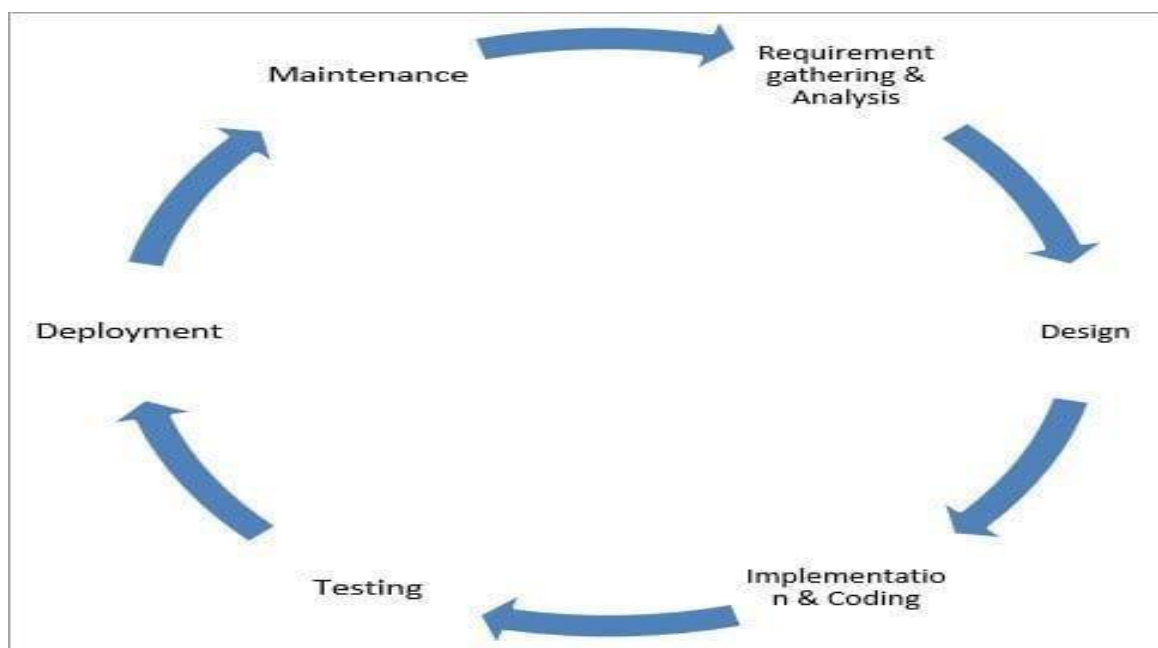 Maintenance
Requirement
gathering &
Analysis
Deployment
Design
Testing
Implementatio
n & Coding